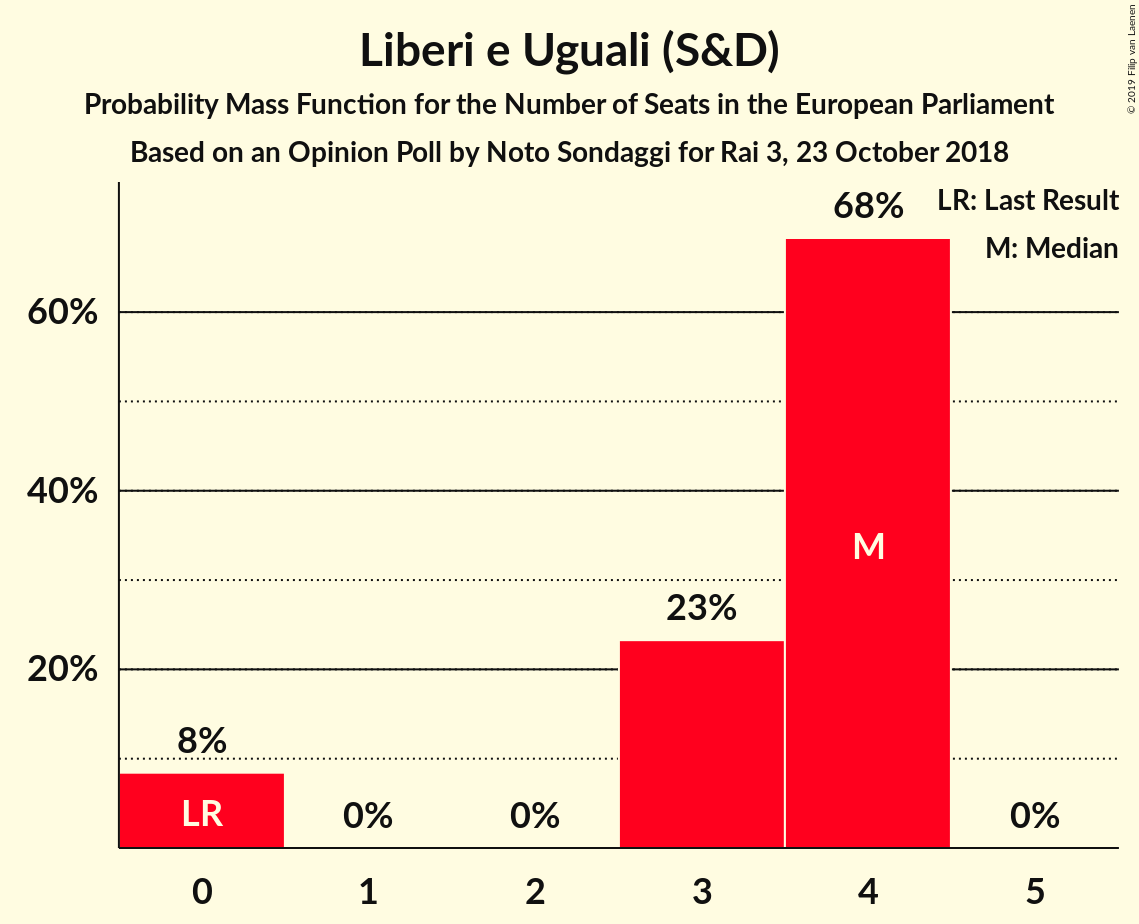 Liberi e Uguali (S&D)
Probability Mass Function for the Number of Seats in the European Parliament
Based on an Opinion Poll by Noto Sondaggi for Rai 3, 23 October 2018
© 2019 Filip van Laenen
LR: Last Result
M: Median
68%
60%
40%
M
23%
20%
8%
LR
0%
0%
0%
0 1 2 3 4 5